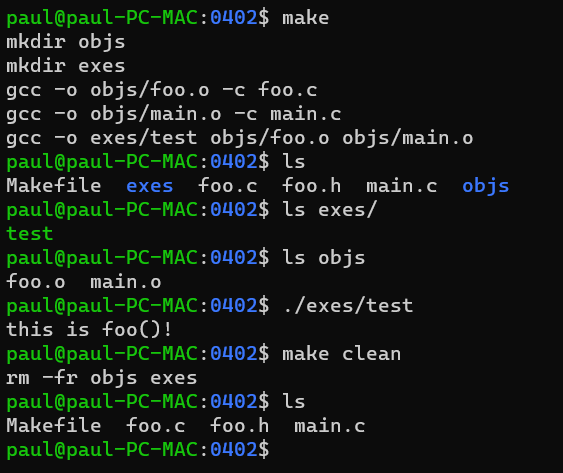 paul@paul-PC-MAC:0402$ make
mkdir objs
mkdir exes
gcc -o objs/foo.o -c foo.c
gcc -o objs/main.o -c main.c
gcc -o exes/test objs/foo.o objs/main.o
paul@paul-PC-MAC:0402$ ls
Makefile  exes  foo.c  foo.h  main.c  objs
paul@paul-PC-MAC:0402$ ls exes/
test
paul@paul-PC-MAC:0402$ ls objs
foo.o  main.o
paul@paul-PC-MAC:0402$ ./exes/test
this is foo()!
paul@paul-PC-MAC:0402$ make clean
rm -fr objs exes
paul@paul-PC-MAC:0402$ ls
Makefile  foo.c  foo.h  main.c
paul@paul-PC-MAC:0402$